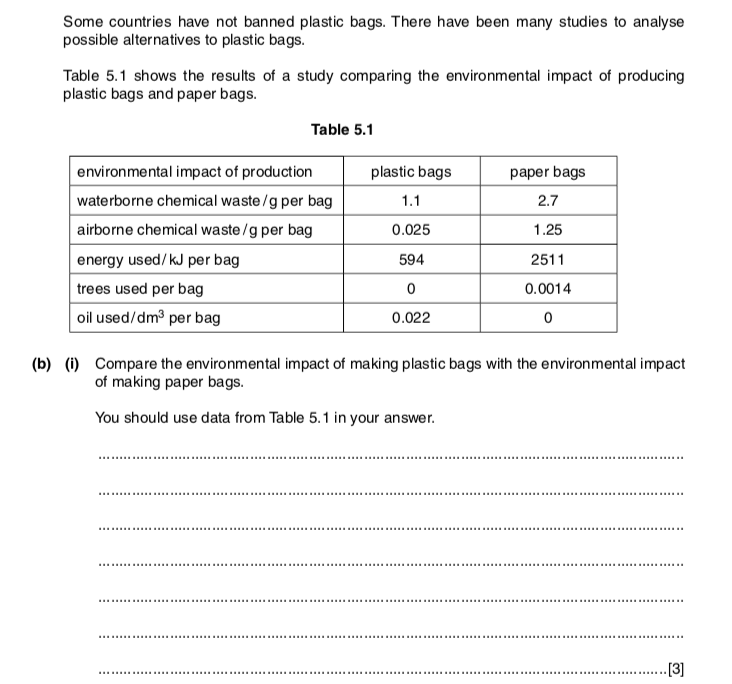 Some countries have not banned plastic bags. There have been many studies to analyse
possible alternatives to plastic bags.
Table 5.1 shows the results of a study comparing the environmental impact of producing
plastic bags and paper bags.
Table 5.1
environmental impact of production plastic bags paper bags
waterborne chemical waste/g per bag 1.1 2.7
airborne chemical waste/g per bag 0.025 1.25
energy used/kJ per bag 594 2511
trees used per bag 0 0.0014
oil used/dm³ per bag 0.022 0
(b) (i) Compare the environmental impact of making plastic bags with the environmental impact
of making paper bags.
You should use data from Table 5.1 in your answer.
[3]